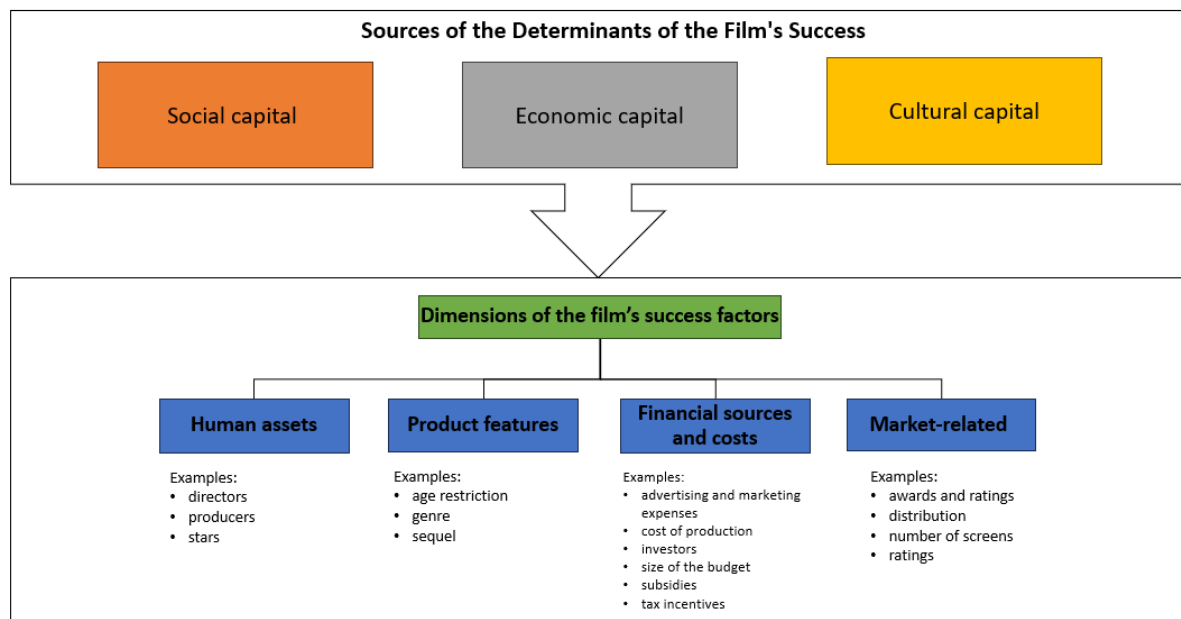 Sources of the Determinants of the Film's Success
Social capital
Economic capital
Cultural capital
Dimensions of the film’s success factors
Human assets
Examples:
• directors
• producers
• stars
Product features
Examples:
• age restriction
• genre
• sequel
Financial sources
and costs
Examples:
• advertising and marketing
expenses
• cost of production
• investors
• size of the budget
• subsidies
• tax incentives
Market-related
Examples:
• awards and ratings
• distribution
• number of screens
• ratings